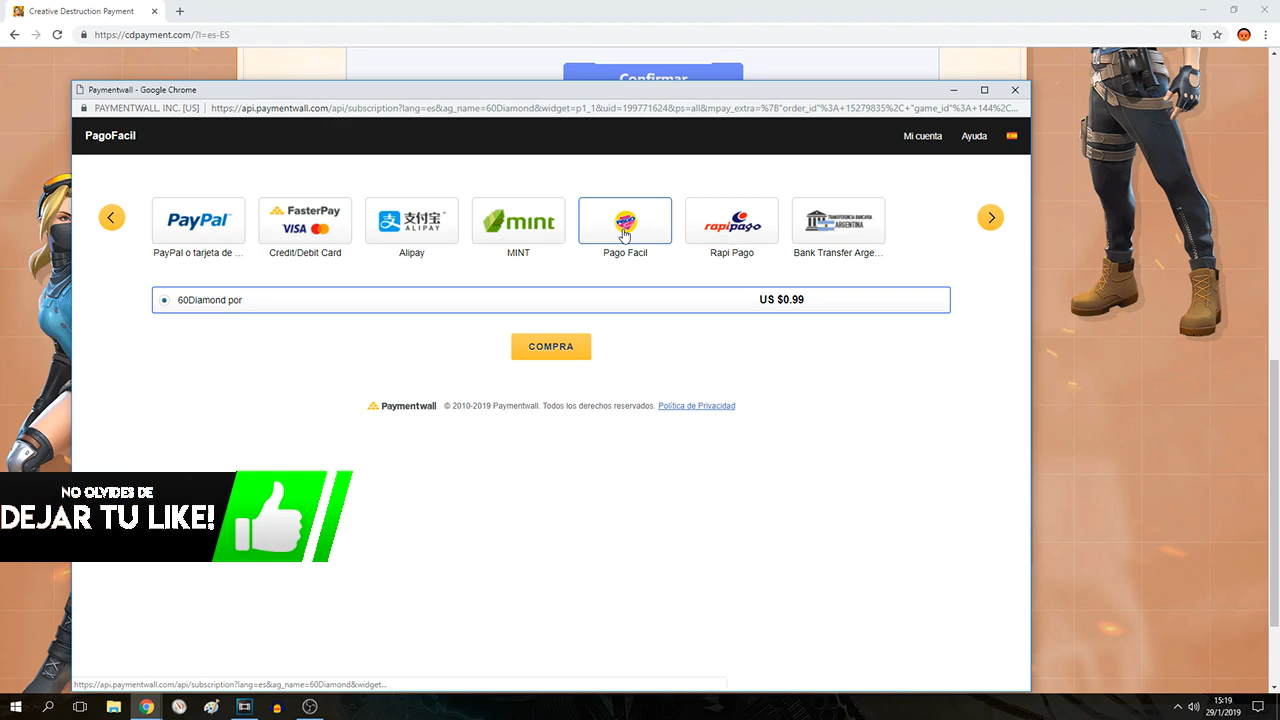 Creative Destruction Payment
https://cdpayment.com/?l=es-ES
Confirmar
Paymentwall - Google Chrome
PAYMENTWALL, INC. [US] https://api.paymentwall.com/api/subscription?lang=es&ag_name=60Diamond&widget=p1_1&uid=199771624&ps=all&mpay_extra=%7B"order_id"%3A+15279835%2C+"game_id"%3A+144%2C...
PagoFacil
Mi cuenta Ayuda
PayPal FasterPay VISA 支付宝 ALIPAY mint rapipago TRANSFERENCIA BANCARIA ARGENTINA
PayPal o tarjeta de ... Credit/Debit Card Alipay MINT Pago Facil Rapi Pago Bank Transfer Arge...
60Diamond por US $0.99
COMPRA
Paymentwall © 2010-2019 Paymentwall. Todos los derechos reservados. Política de Privacidad
NO OLVIDES DE
DEJAR TU LIKE!
https://api.paymentwall.com/api/subscription?lang=es&ag_name=60Diamond&widget...
15:19
29/1/2019